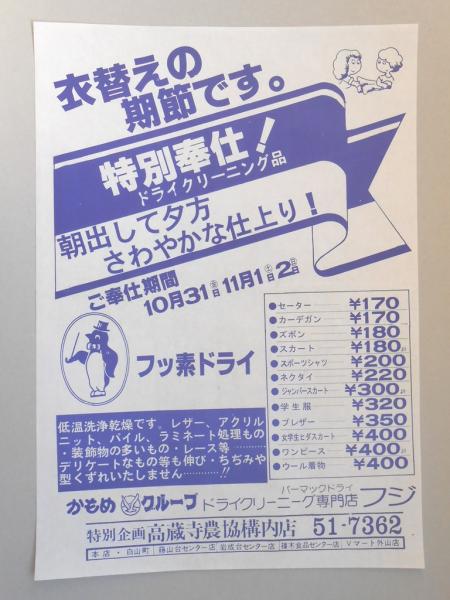 衣替えの
期節です。
特別奉仕！
ドライクリーニング品
朝出して夕方
さわやかな仕上り！
ご奉仕期間
10月31日㊎ 11月1日㊏ 2日㊐
フッ素ドライ
●セーター ¥170
●カーデガン ¥170
●ズボン ¥180
●スカート ¥180
●スポーツシャツ ¥200
●ネクタイ ¥220
●ジャンパースカート ¥300
●学生服 ¥320
●ブレザー ¥350
●女学生ヒダスカート ¥400
●ワンピース ¥400
●ウール着物 ¥400
低温洗浄乾燥です。レザー、アクリル
ニット、パイル、ラミネート処理もの
・装飾物の多いもの・レース等…………
デリケートなもの等も伸び・ちぢみや
型くずれいたしません…………!!
かもめグループ
パーマックドライ
ドライクリーニング専門店 フジ
特別企画 高蔵寺農協構内店 51-7362
本店・白山町 藤山台センター店 岩成台センター店 篠木食品センター店 Vマート外山店